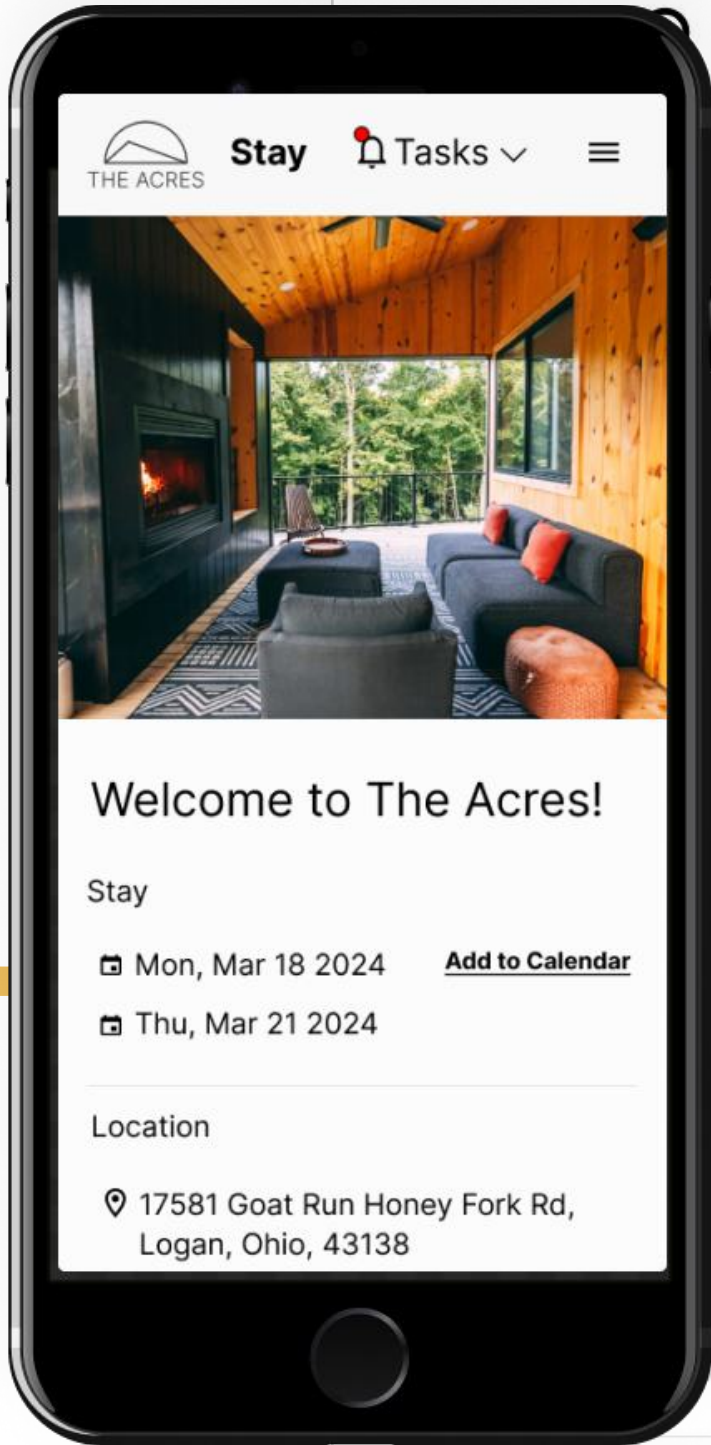 THE ACRES
Stay
Tasks
Welcome to The Acres!
Stay
Mon, Mar 18 2024
Add to Calendar
Thu, Mar 21 2024
Location
17581 Goat Run Honey Fork Rd,
Logan, Ohio, 43138